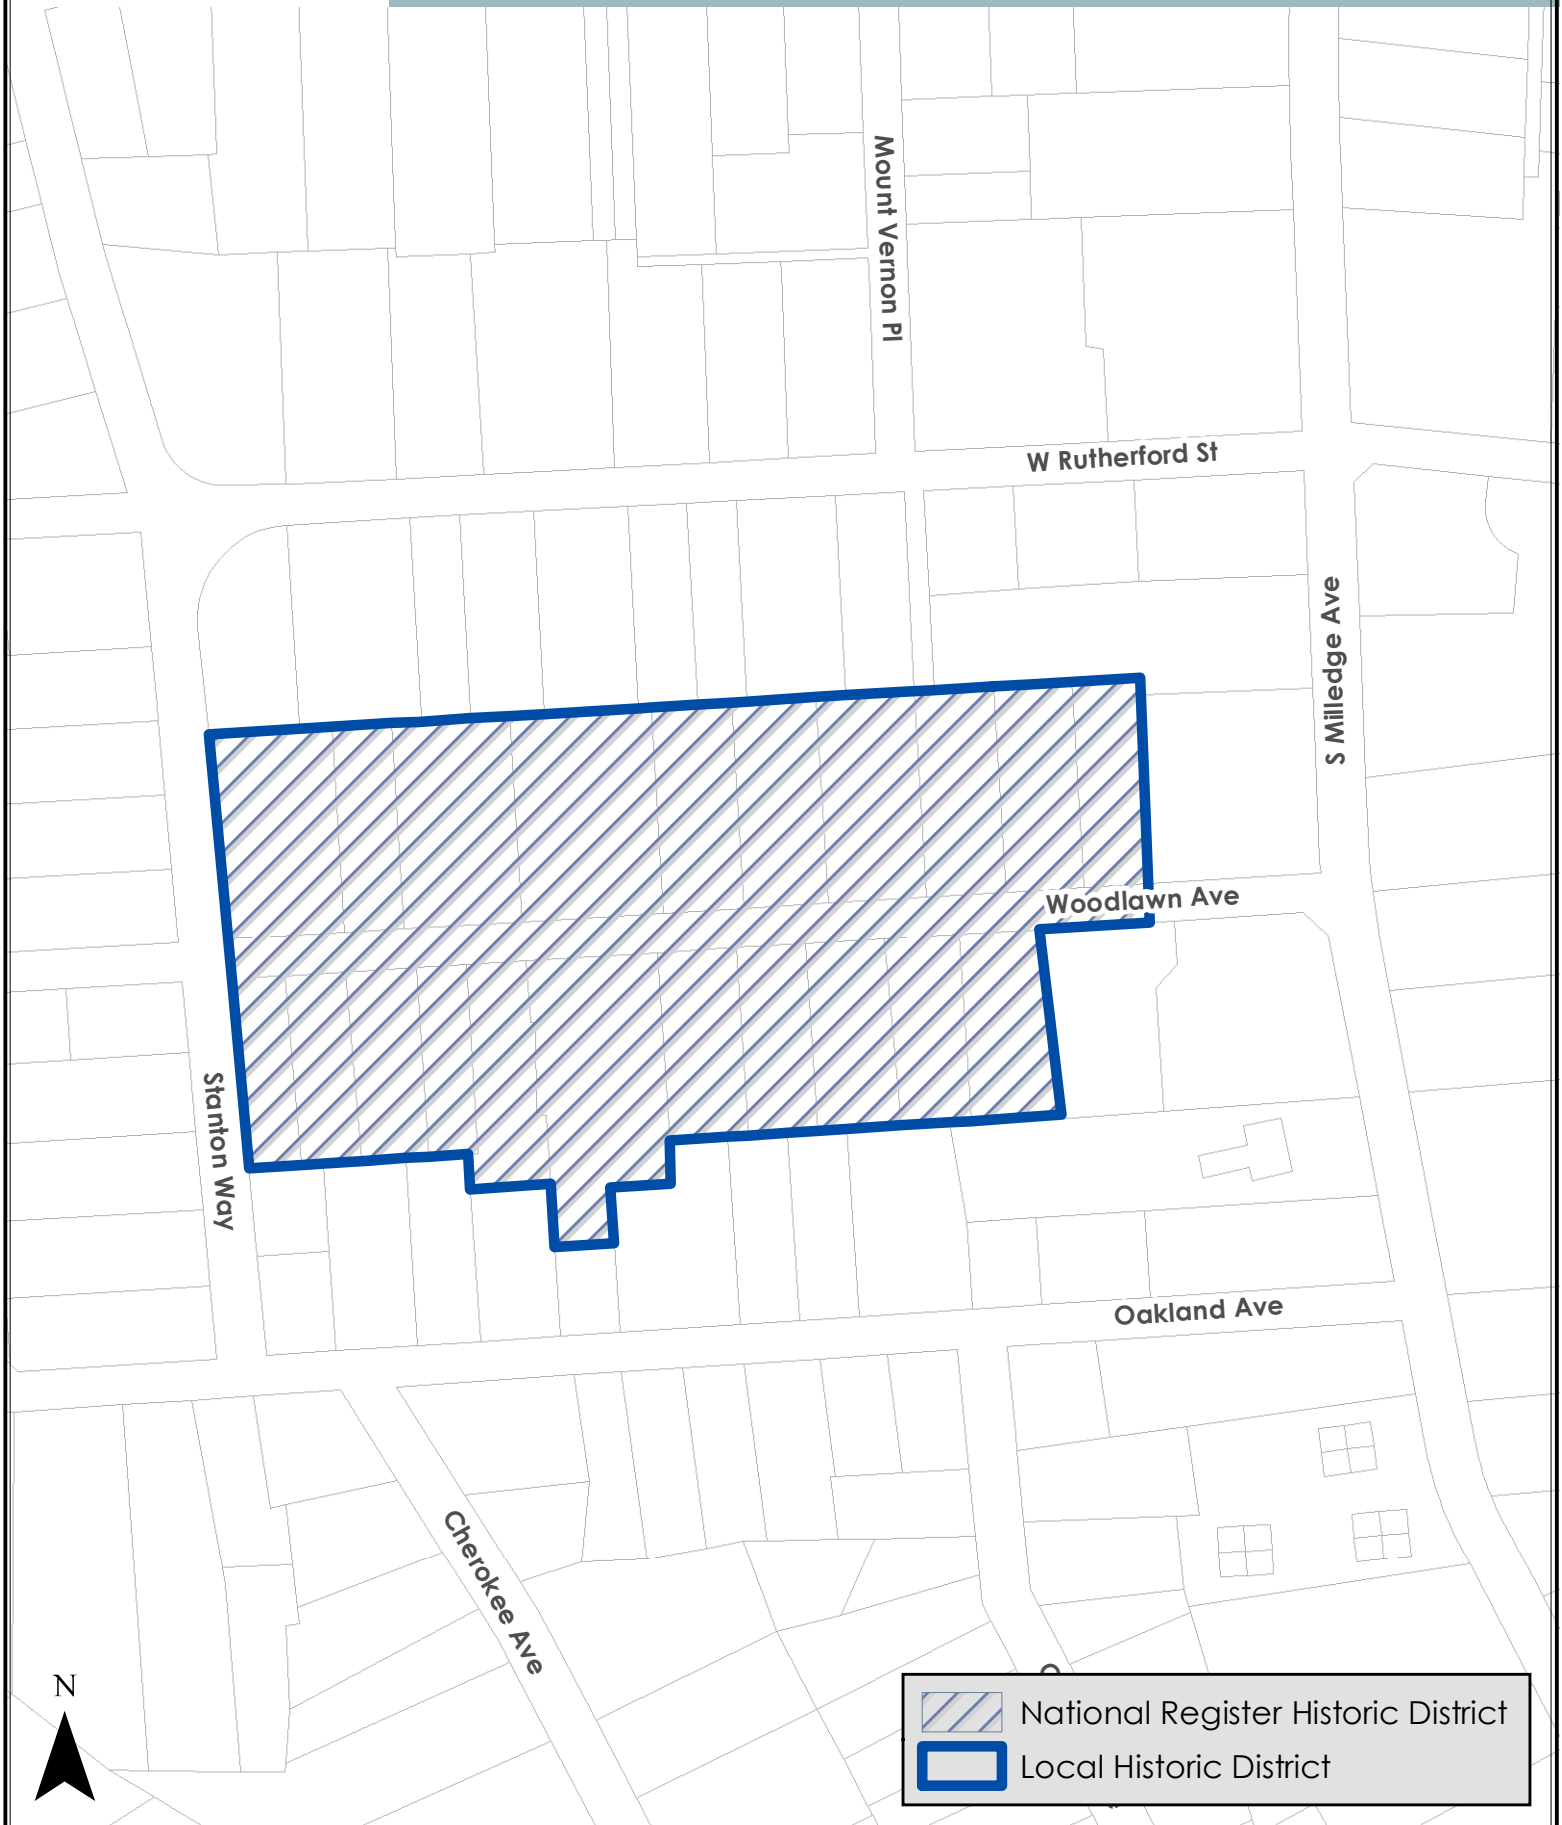 Mount Vernon Pl
W Rutherford St
S Milledge Ave
Woodlawn Ave
Stanton Way
Oakland Ave
Cherokee Ave
N
National Register Historic District
Local Historic District